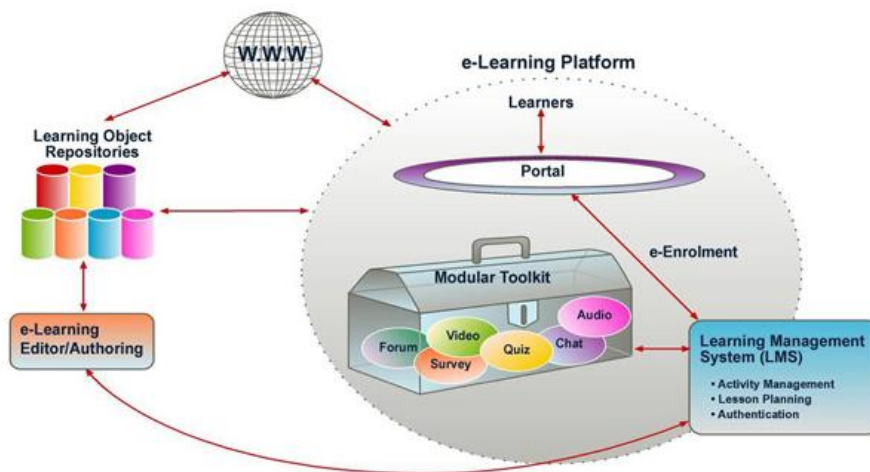 W.W.W
e-Learning Platform
Learners
Learning Object
Repositories
Portal
e-Enrolment
Modular Toolkit
Audio
Video
Forum
Chat
Quiz
Survey
e-Learning
Editor/Authoring
Learning Management
System (LMS)
• Activity Management
• Lesson Planning
• Authentication